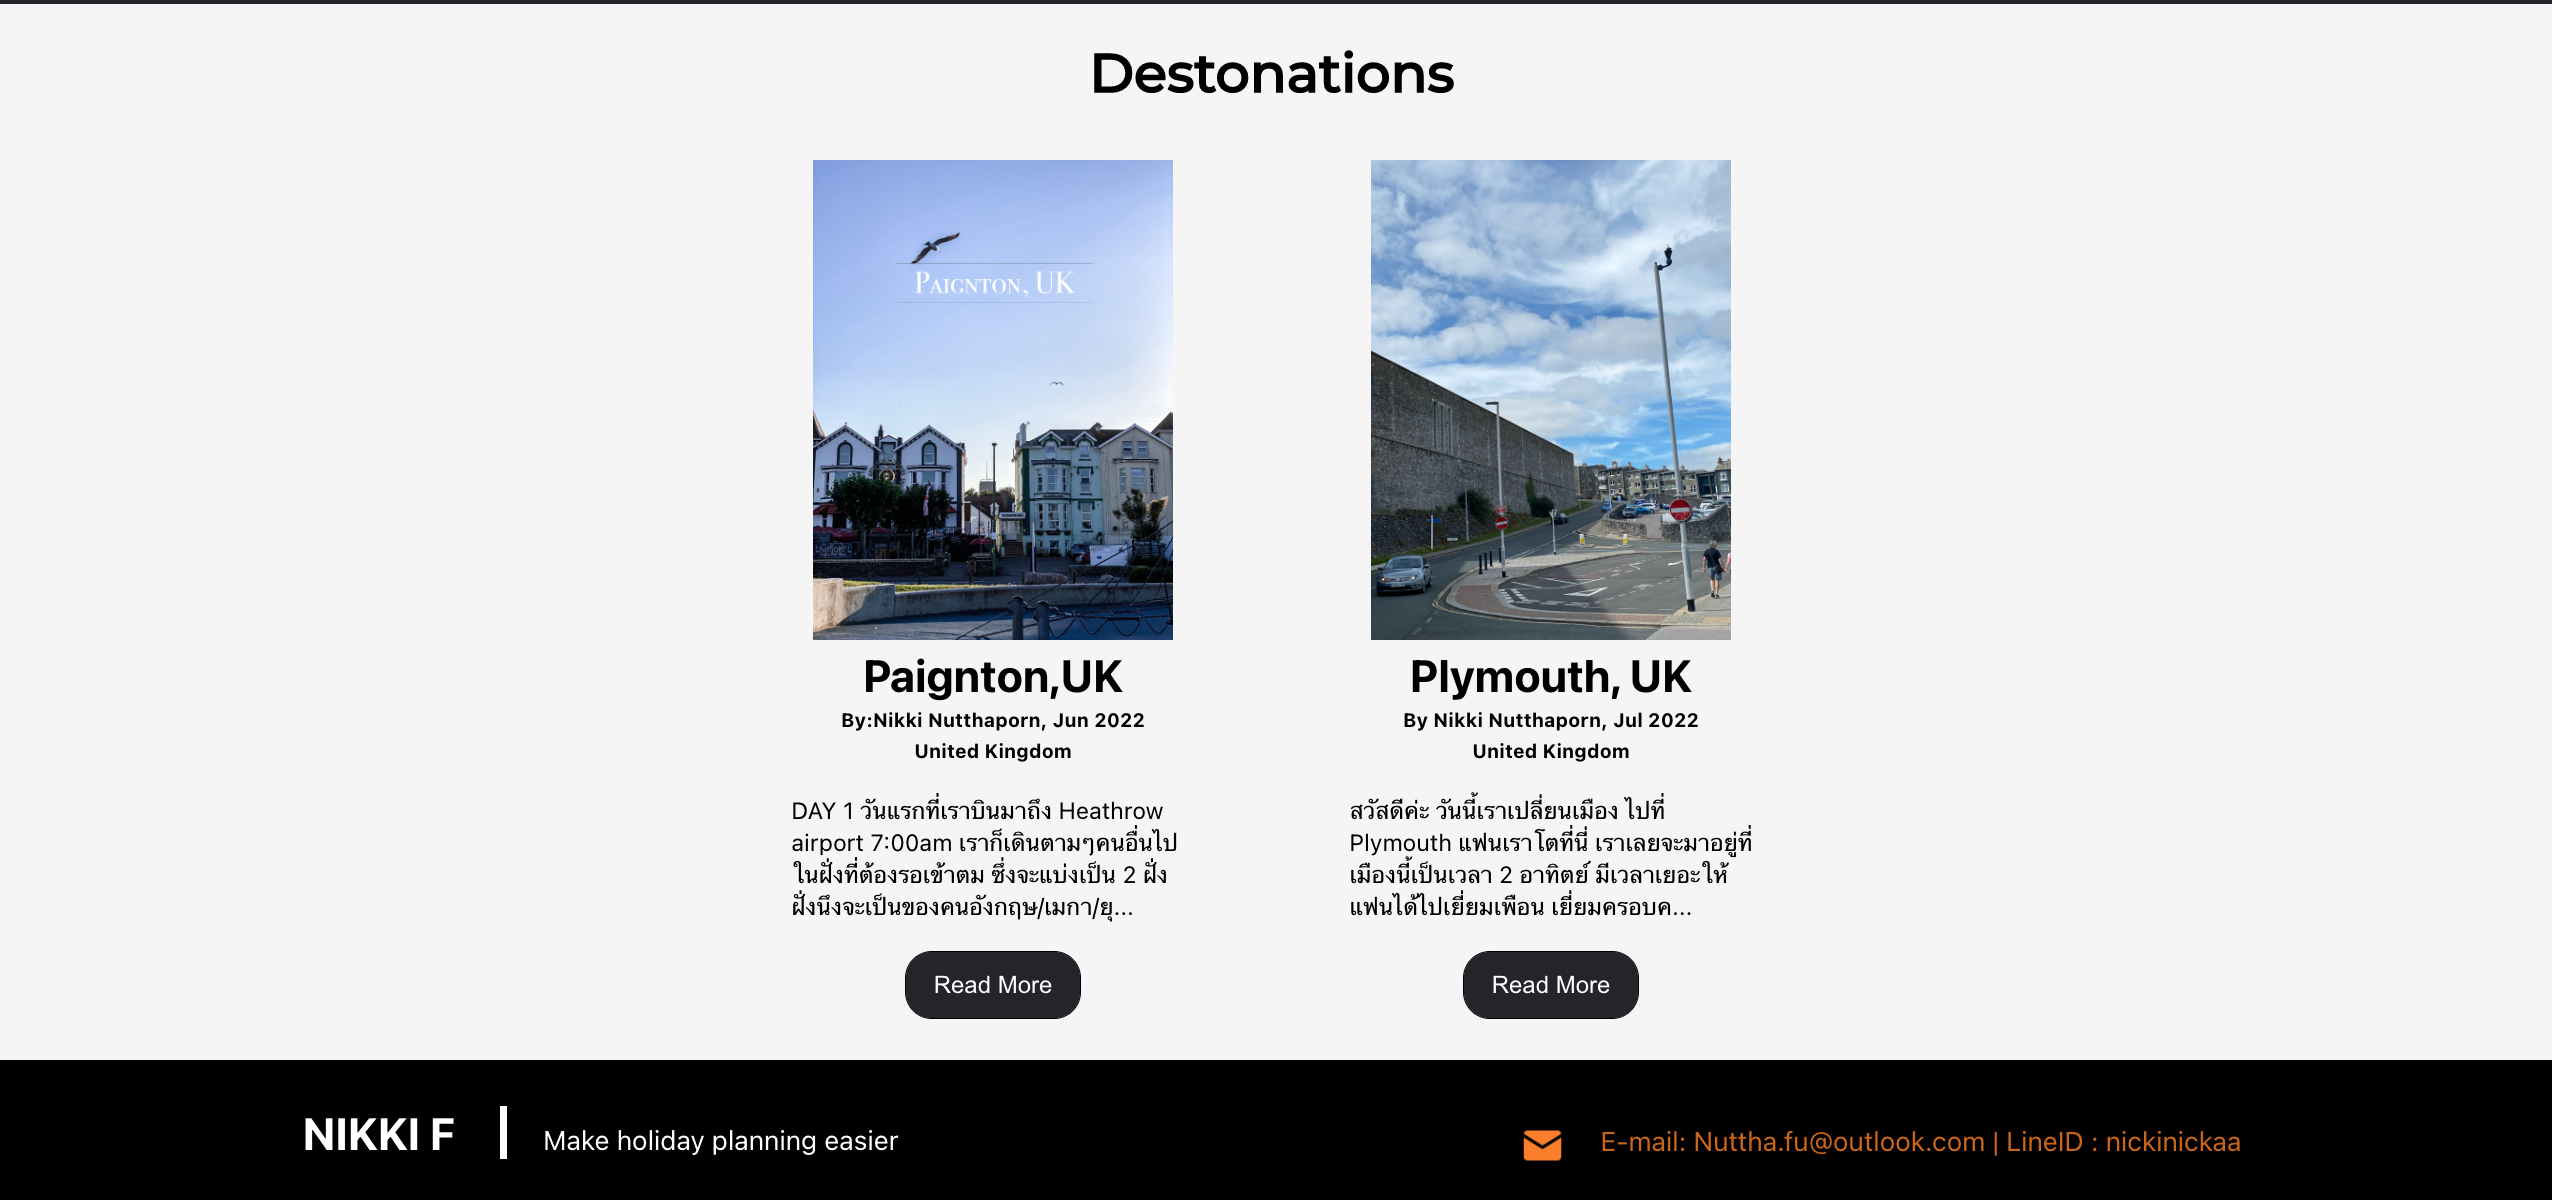 Destonations
PAIGNTON, UK
Paignton,UK
By:Nikki Nutthaporn, Jun 2022
United Kingdom
DAY 1 วันแรกที่เราบินมาถึง Heathrow
airport 7:00am เราก็เดินตามๆคนอื่นไป
ในฝั่งที่ต้องรอเข้าตม ซึ่งจะแบ่งเป็น 2 ฝั่ง
ฝั่งนึงจะเป็นของคนอังกฤษ/เมกา/ยุ...
Read More
Plymouth, UK
By Nikki Nutthaporn, Jul 2022
United Kingdom
สวัสดีค่ะ วันนี้เราเปลี่ยนเมือง ไปที่
Plymouth แฟนเราโตที่นี่ เราเลยจะมาอยู่ที่
เมืองนี้เป็นเวลา 2 อาทิตย์ มีเวลาเยอะให้
แฟนได้ไปเยี่ยมเพือน เยี่ยมครอบค...
Read More
NIKKI F
Make holiday planning easier
E-mail: Nuttha.fu@outlook.com | LineID : nickinickaa